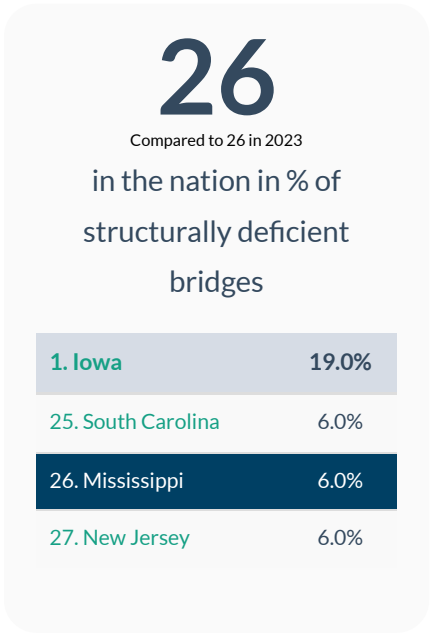 26
Compared to 26 in 2023
in the nation in % of
structurally deficient
bridges
1. Iowa 19.0%
25. South Carolina 6.0%
26. Mississippi 6.0%
27. New Jersey 6.0%